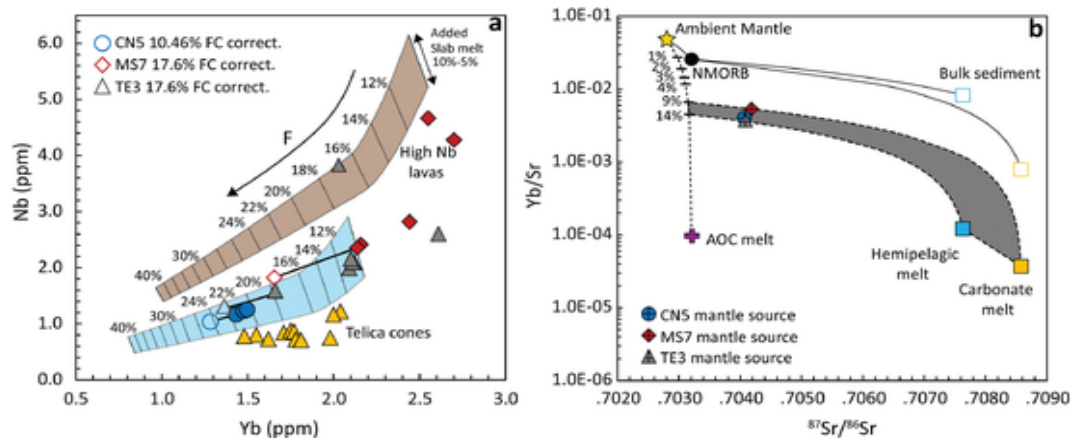 a
6.0
5.0
4.0
3.0
2.0
1.0
0.0
Nb (ppm)
CN5 10.46% FC correct.
MS7 17.6% FC correct.
TE3 17.6% FC correct.
Added
Slab melt
10%-5%
F
12%
14%
16%
18%
20%
22%
24%
30%
40%
High Nb
lavas
12%
14%
16%
20%
22%
24%
30%
40%
Telica cones
0.5
1.0
1.5
2.0
2.5
3.0
Yb (ppm)
b
1.0E-01
1.0E-02
1.0E-03
1.0E-04
1.0E-05
1.0E-06
Yb/Sr
Ambient Mantle
NMORB
Bulk sediment
1%
2%
3%
4%
9%
14%
AOC melt
Hemipelagic
melt
Carbonate
melt
CN5 mantle source
MS7 mantle source
TE3 mantle source
.7020
.7030
.7040
.7050
.7060
.7070
.7080
.7090
⁸⁷Sr/⁸⁶Sr